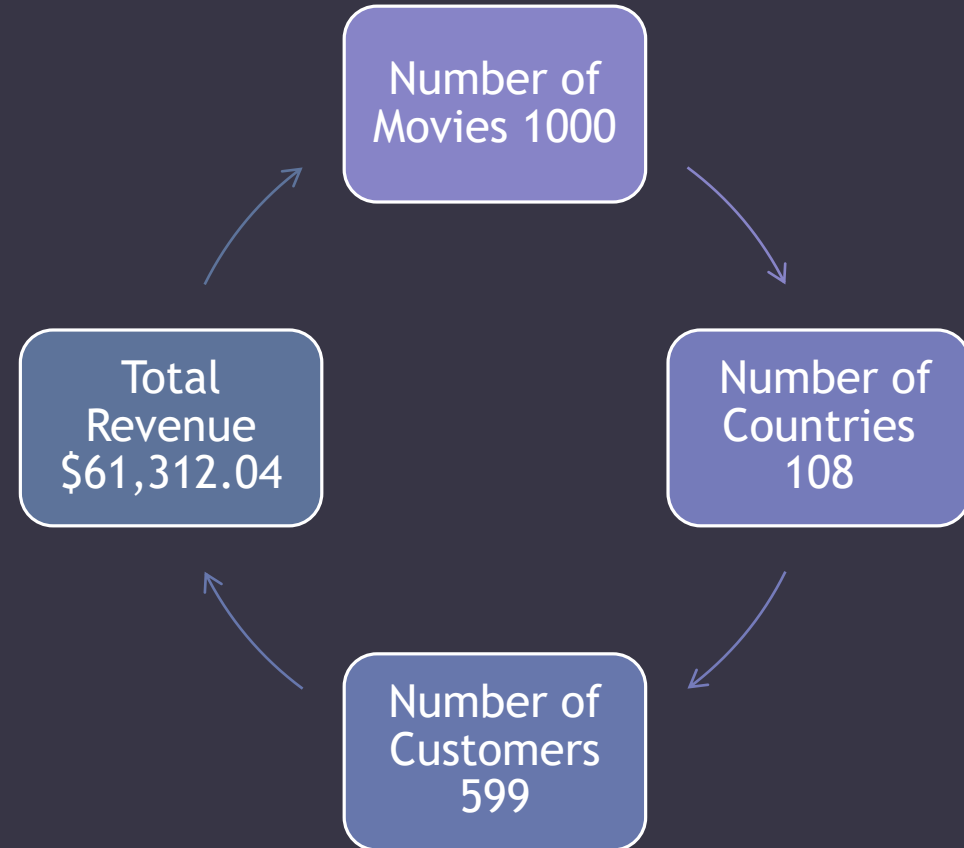 Number of
Movies 1000
Number of
Countries
108
Number of
Customers
599
Total
Revenue
$61,312.04